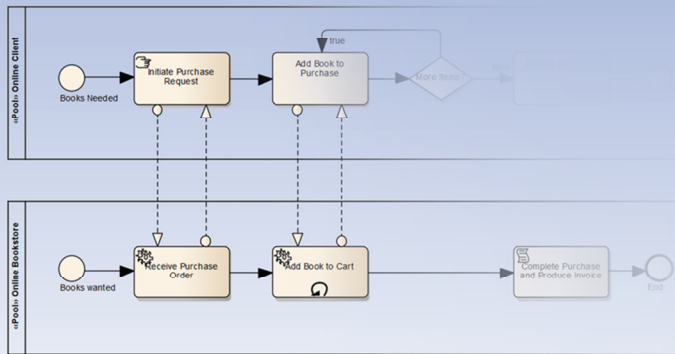 «Pool» Online Client
true
Initiate Purchase
Request
Add Book to
Purchase
More Items?
Books Needed
«Pool» Online Bookstore
Receive Purchase
Order
Add Book to Cart
Complete Purchase
and Produce Invoice
Books wanted
End